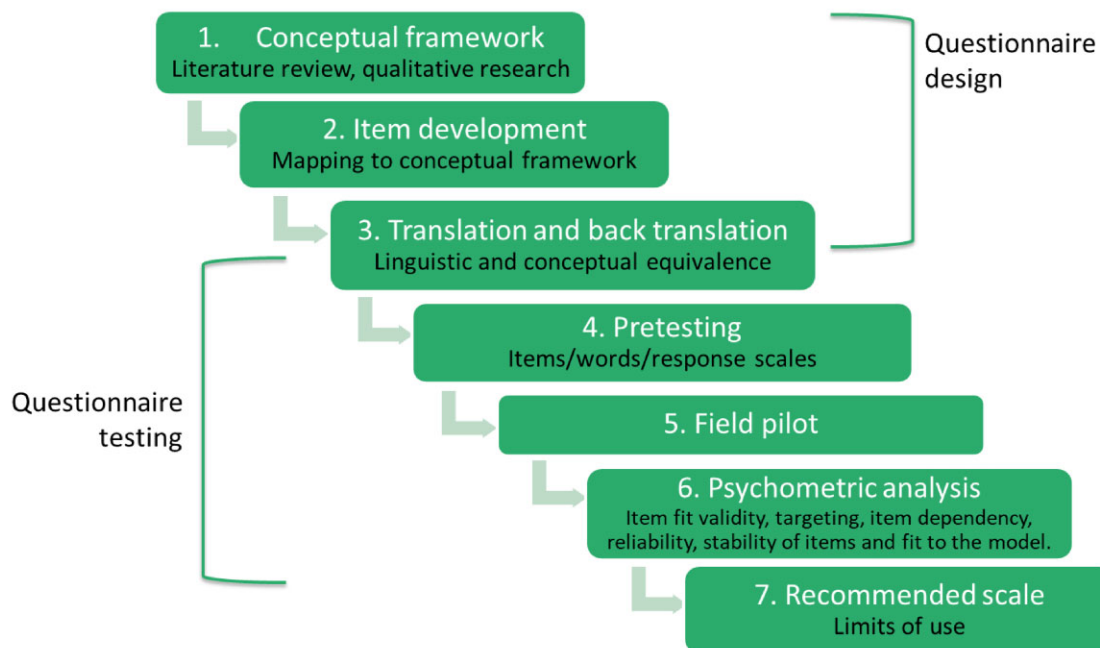 1. Conceptual framework
Literature review, qualitative research
Questionnaire
design
2. Item development
Mapping to conceptual framework
3. Translation and back translation
Linguistic and conceptual equivalence
4. Pretesting
Items/words/response scales
Questionnaire
testing
5. Field pilot
6. Psychometric analysis
Item fit validity, targeting, item dependency,
reliability, stability of items and fit to the model.
7. Recommended scale
Limits of use